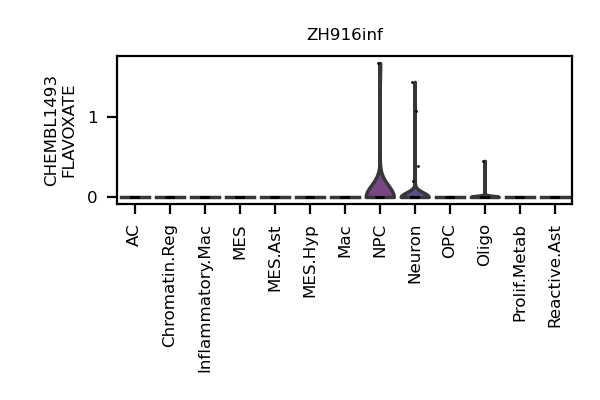 ZH916inf
CHEMBL1493
FLAVOXATE
1
0
AC
Chromatin.Reg
Inflammatory.Mac
MES
MES.Ast
MES.Hyp
Mac
NPC
Neuron
OPC
Oligo
Prolif.Metab
Reactive.Ast